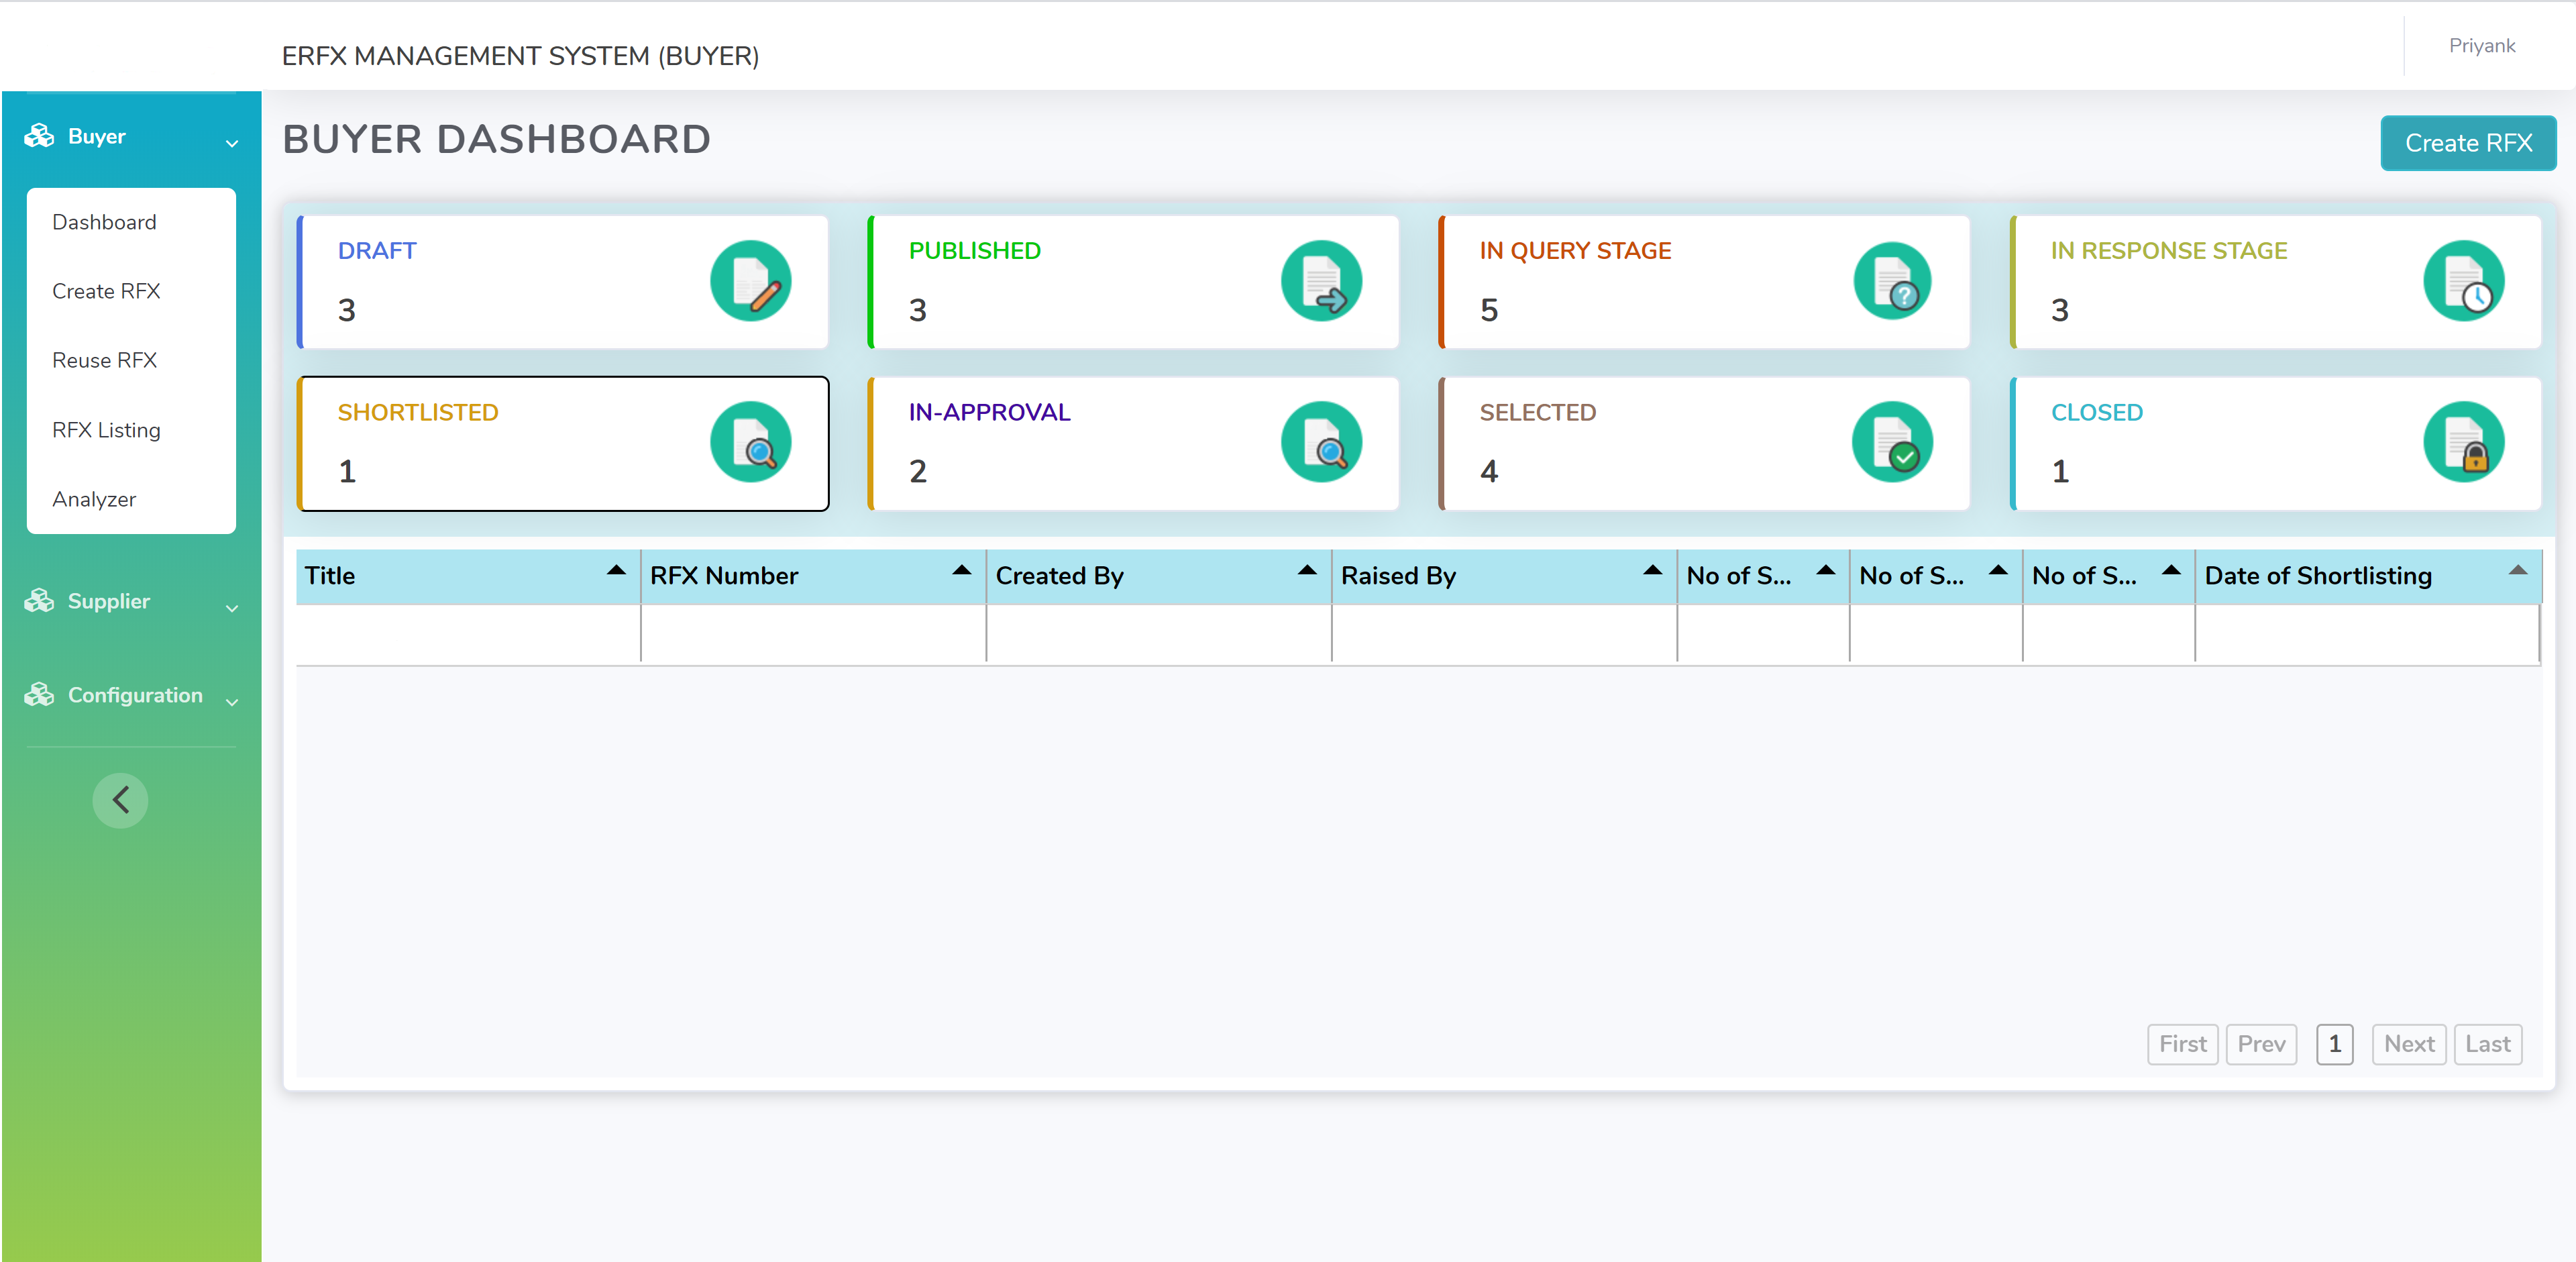 ERFX MANAGEMENT SYSTEM (BUYER)
Priyank
Buyer
Dashboard
Create RFX
Reuse RFX
RFX Listing
Analyzer
Supplier
Configuration
BUYER DASHBOARD
Create RFX
DRAFT
3
PUBLISHED
3
IN QUERY STAGE
5
IN RESPONSE STAGE
3
SHORTLISTED
1
IN-APPROVAL
2
SELECTED
4
CLOSED
1
Title RFX Number Created By Raised By No of S... No of S... No of S... Date of Shortlisting
First Prev 1 Next Last